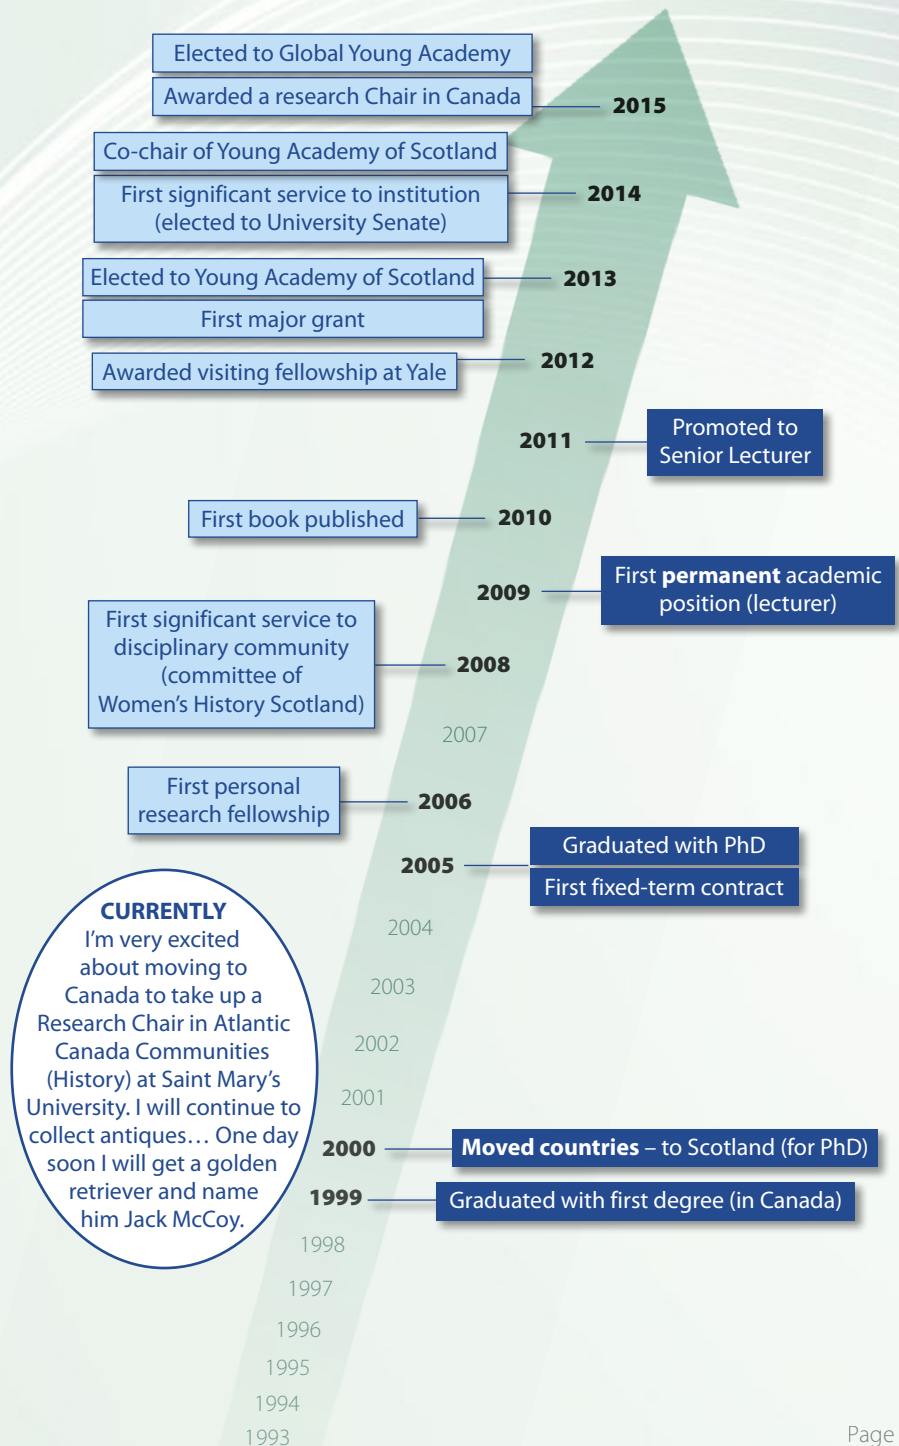 Elected to Global Young Academy
Awarded a research Chair in Canada
2015
Co-chair of Young Academy of Scotland
First significant service to institution
(elected to University Senate)
2014
Elected to Young Academy of Scotland
2013
First major grant
Awarded visiting fellowship at Yale
2012
2011
Promoted to
Senior Lecturer
First book published
2010
2009
First permanent academic
position (lecturer)
First significant service to
disciplinary community
(committee of
Women’s History Scotland)
2008
2007
First personal
research fellowship
2006
2005
Graduated with PhD
First fixed-term contract
CURRENTLY
I’m very excited
about moving to
Canada to take up a
Research Chair in Atlantic
Canada Communities
(History) at Saint Mary’s
University. I will continue to
collect antiques… One day
soon I will get a golden
retriever and name
him Jack McCoy.
2004
2003
2002
2001
2000
Moved countries – to Scotland (for PhD)
1999
Graduated with first degree (in Canada)
1998
1997
1996
1995
1994
1993
Page